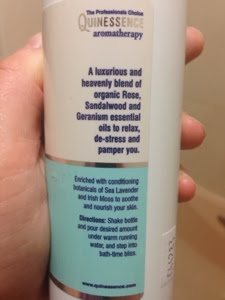 The Professionals Choice
QUINESSENCE
aromatherapy
A luxurious and
heavenly blend of
organic Rose,
Sandalwood and
Geranium essential
oils to relax,
de-stress and
pamper you.
Enriched with conditioning
botanicals of Sea Lavender
and Irish Moss to soothe
and nourish your skin.
Directions: Shake bottle
and pour desired amount
under warm running
water, and step into
bath-time bliss.
www.quinessence.com